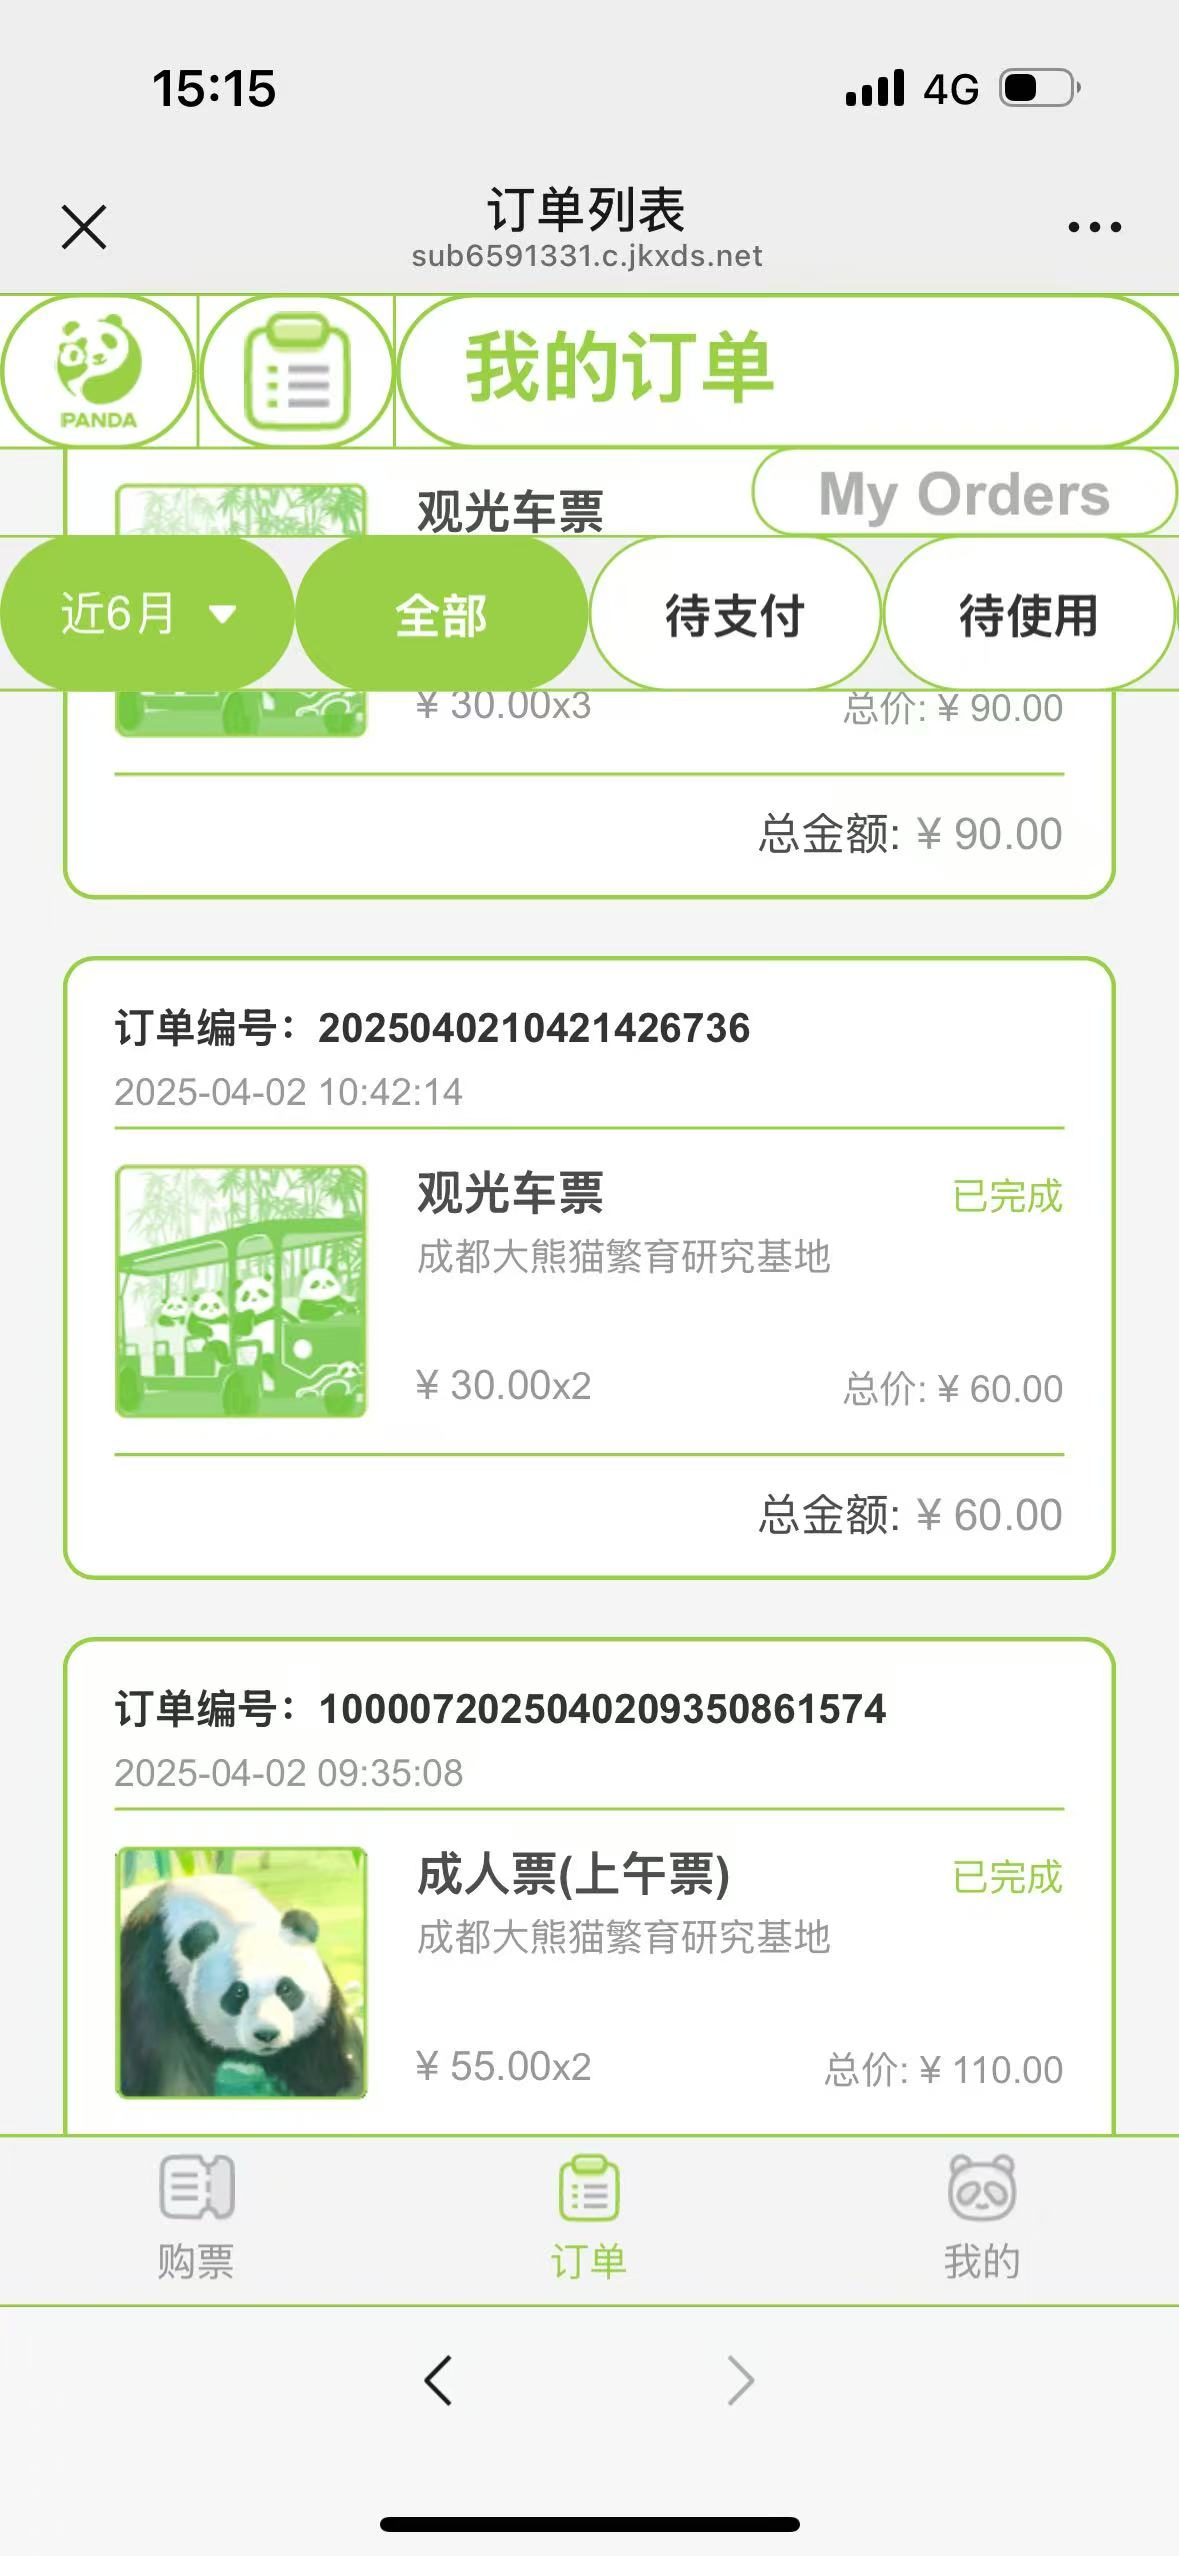 15:15
4G
订单列表
sub6591331.c.jkxds.net
PANDA
我的订单
My Orders
观光车票
近6月
全部
待支付
待使用
¥ 30.00x3
总价: ¥ 90.00
总金额: ¥ 90.00
订单编号：2025040210421426736
2025-04-02 10:42:14
观光车票
已完成
成都大熊猫繁育研究基地
¥ 30.00x2
总价: ¥ 60.00
总金额: ¥ 60.00
订单编号：1000072025040209350861574
2025-04-02 09:35:08
成人票(上午票)
已完成
成都大熊猫繁育研究基地
¥ 55.00x2
总价: ¥ 110.00
购票
订单
我的